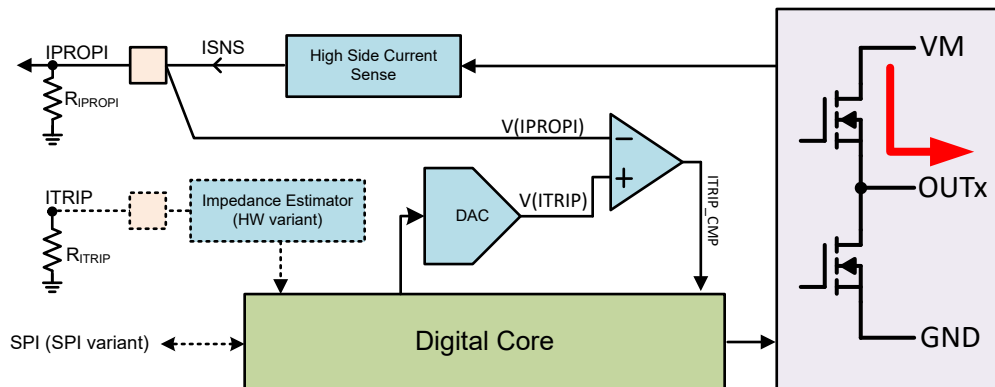 VM
IPROPI
ISNS
High Side Current
Sense
RIPROPI
V(IPROPI)
−
+
ITRIP
Impedance Estimator
(HW variant)
DAC
V(ITRIP)
ITRIP_CMP
OUTx
RITRIP
SPI (SPI variant)
Digital Core
GND